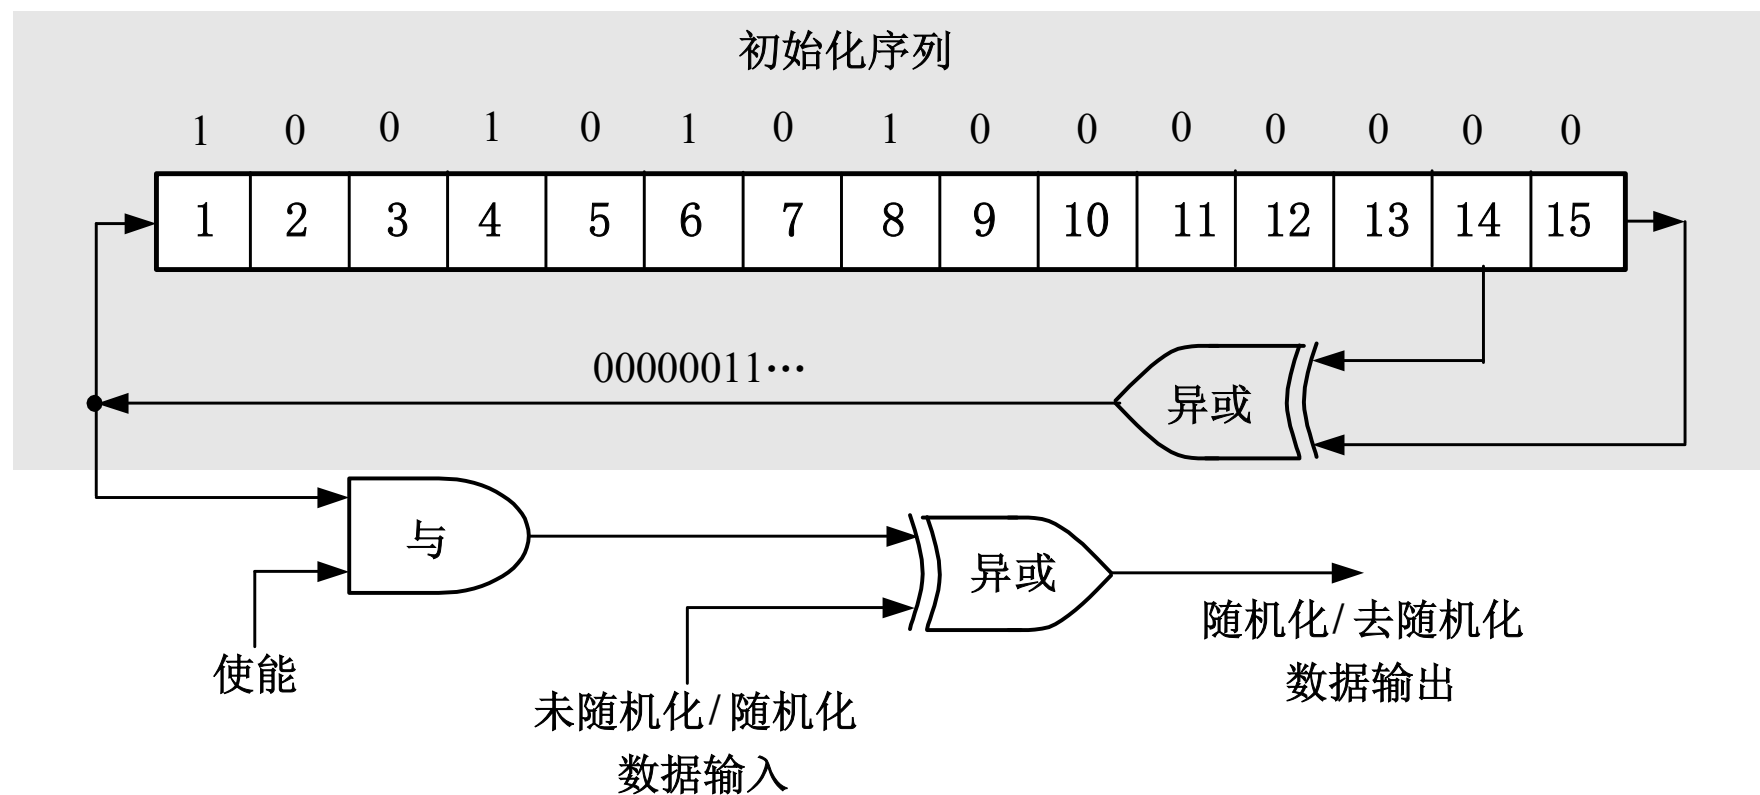 初始化序列
1 0 0 1 0 1 0 1 0 0 0 0 0 0 0
1 2 3 4 5 6 7 8 9 10 11 12 13 14 15
00000011…
异或
与
异或
使能
未随机化/随机化
数据输入
随机化/去随机化
数据输出